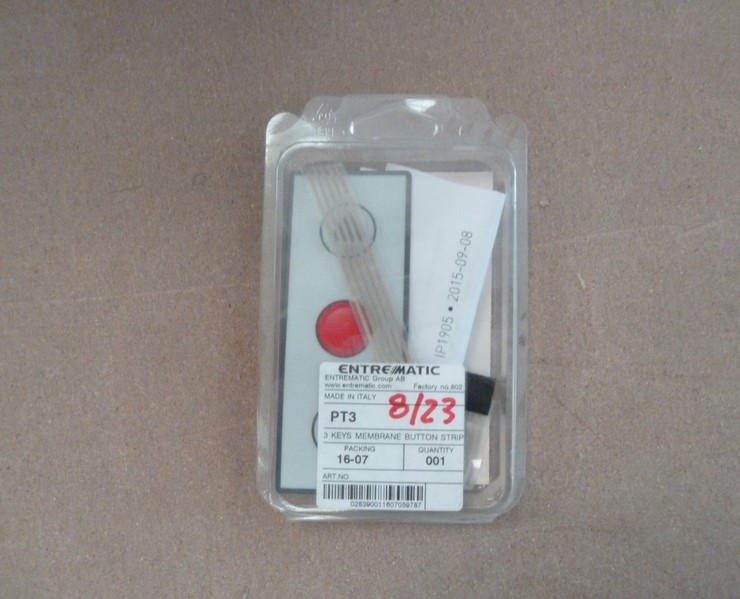 IP1905 • 2015-09-08
ENTREMATIC
ENTREMATIC Group AB
www.entrematic.com Factory no.802
MADE IN ITALY
8/23
PT3
3 KEYS MEMBRANE BUTTON STRIP
PACKING QUANTITY
16-07 001
ART.NO.
028390011607059787